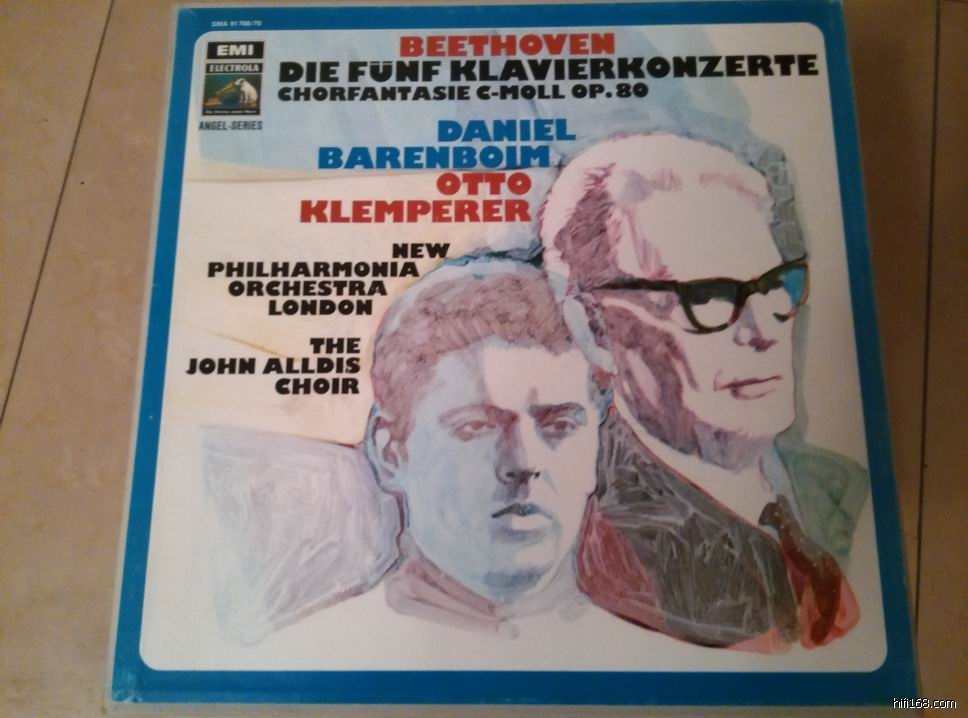 SMA 91 768/70
EMI
ELECTROLA
ANGEL-SERIES
BEETHOVEN
DIE FÜNF KLAVIERKONZERTE
CHORFANTASIE C-MOLL OP. 80
DANIEL
BARENBOIM
OTTO
KLEMPERER
NEW
PHILHARMONIA
ORCHESTRA
LONDON
THE
JOHN ALLDIS
CHOIR
hifi168.com